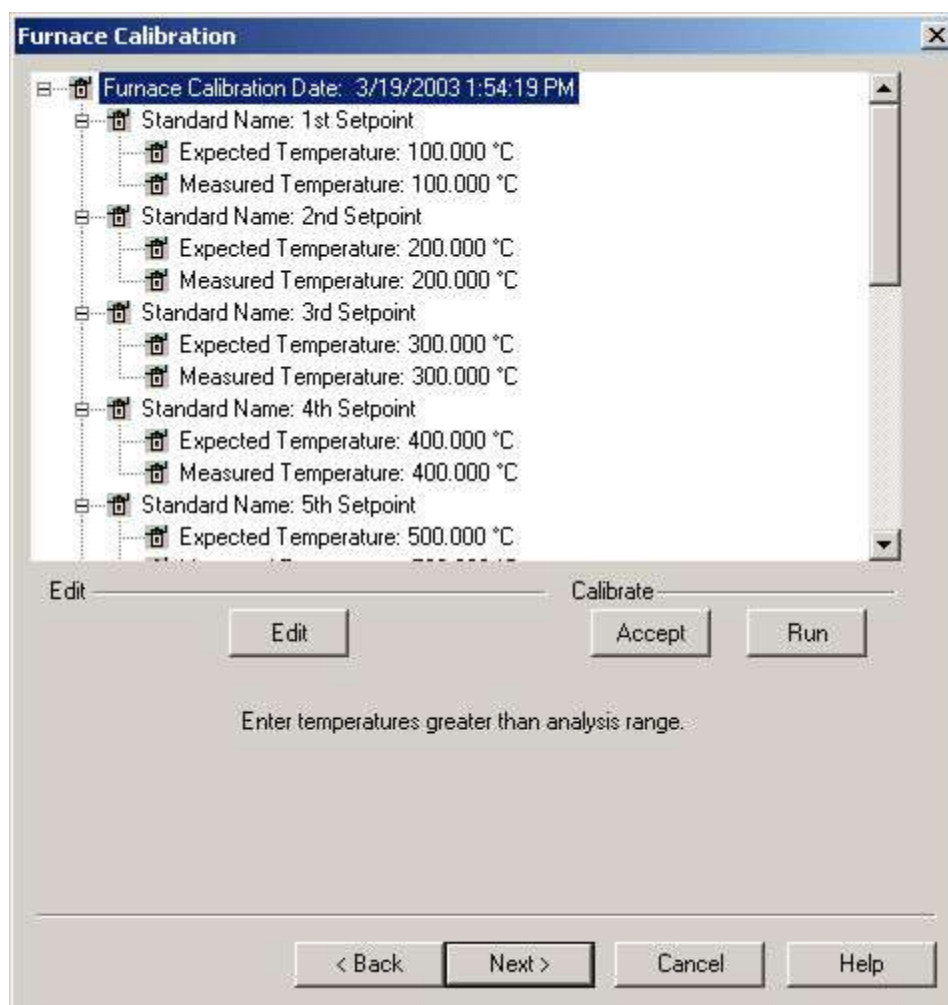 Furnace Calibration
Furnace Calibration Date: 3/19/2003 1:54:19 PM
Standard Name: 1st Setpoint
Expected Temperature: 100.000 °C
Measured Temperature: 100.000 °C
Standard Name: 2nd Setpoint
Expected Temperature: 200.000 °C
Measured Temperature: 200.000 °C
Standard Name: 3rd Setpoint
Expected Temperature: 300.000 °C
Measured Temperature: 300.000 °C
Standard Name: 4th Setpoint
Expected Temperature: 400.000 °C
Measured Temperature: 400.000 °C
Standard Name: 5th Setpoint
Expected Temperature: 500.000 °C
Edit Calibrate
Edit Accept Run
Enter temperatures greater than analysis range.
< Back Next > Cancel Help